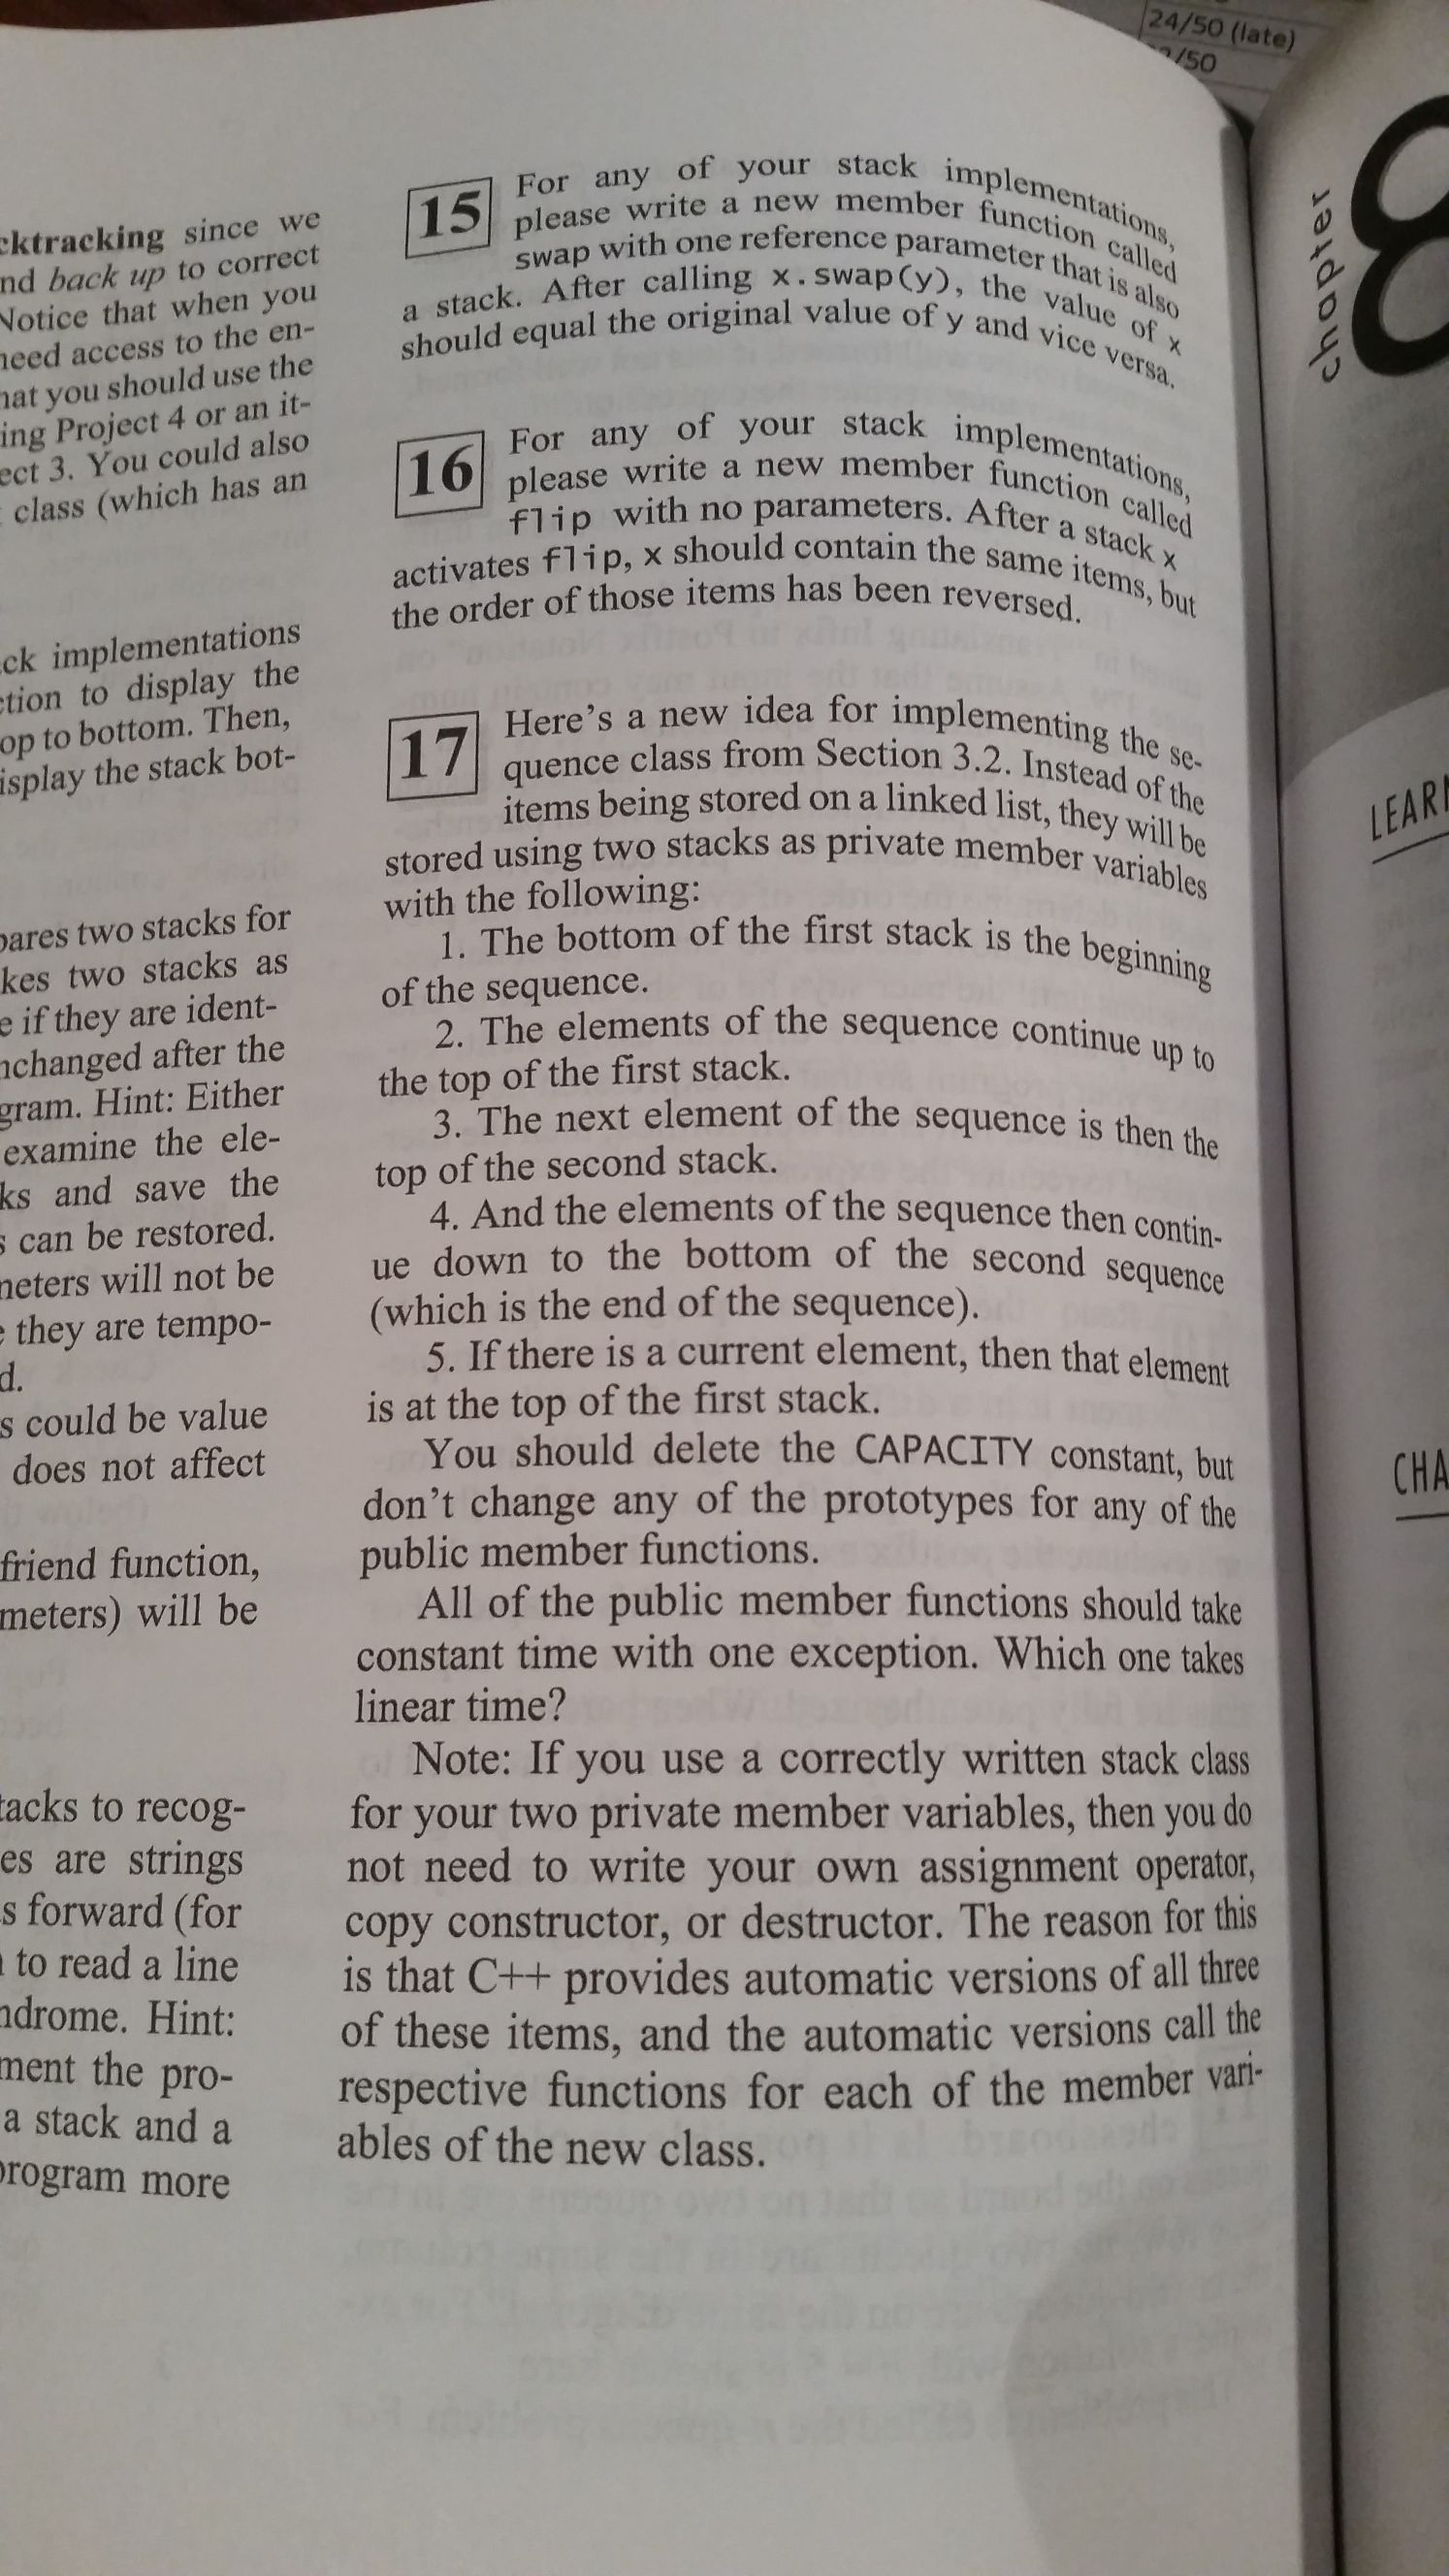 24/50 (late)
/50
cktracking since we
nd back up to correct
Notice that when you
need access to the en-
hat you should use the
ing Project 4 or an it-
ect 3. You could also
class (which has an
ck implementations
ction to display the
op to bottom. Then,
isplay the stack bot-
pares two stacks for
kes two stacks as
e if they are ident-
nchanged after the
gram. Hint: Either
examine the ele-
ks and save the
s can be restored.
meters will not be
e they are tempo-
d.
s could be value
does not affect
friend function,
meters) will be
tacks to recog-
es are strings
s forward (for
to read a line
ndrome. Hint:
ment the pro-
a stack and a
program more
15 For any of your stack implementations,
please write a new member function called
swap with one reference parameter that is also
a stack. After calling x.swap(y), the value of x
should equal the original value of y and vice versa.
16 For any of your stack implementations,
please write a new member function called
flip with no parameters. After a stack x
activates flip, x should contain the same items, but
the order of those items has been reversed.
17 Here's a new idea for implementing the se-
quence class from Section 3.2. Instead of the
items being stored on a linked list, they will be
stored using two stacks as private member variables
with the following:
1. The bottom of the first stack is the beginning
of the sequence.
2. The elements of the sequence continue up to
the top of the first stack.
3. The next element of the sequence is then the
top of the second stack.
4. And the elements of the sequence then contin-
ue down to the bottom of the second sequence
(which is the end of the sequence).
5. If there is a current element, then that element
is at the top of the first stack.
You should delete the CAPACITY constant, but
don't change any of the prototypes for any of the
public member functions.
All of the public member functions should take
constant time with one exception. Which one takes
linear time?
Note: If you use a correctly written stack class
for your two private member variables, then you do
not need to write your own assignment operator,
copy constructor, or destructor. The reason for this
is that C++ provides automatic versions of all three
of these items, and the automatic versions call the
respective functions for each of the member vari-
ables of the new class.
chapter 8
LEAR
CHA